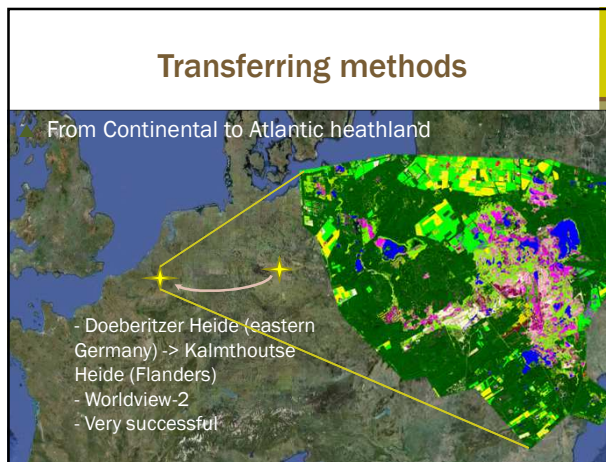 Transferring methods
From Continental to Atlantic heathland
- Doeberitzer Heide (eastern
Germany) -> Kalmthoutse
Heide (Flanders)
- Worldview-2
- Very successful